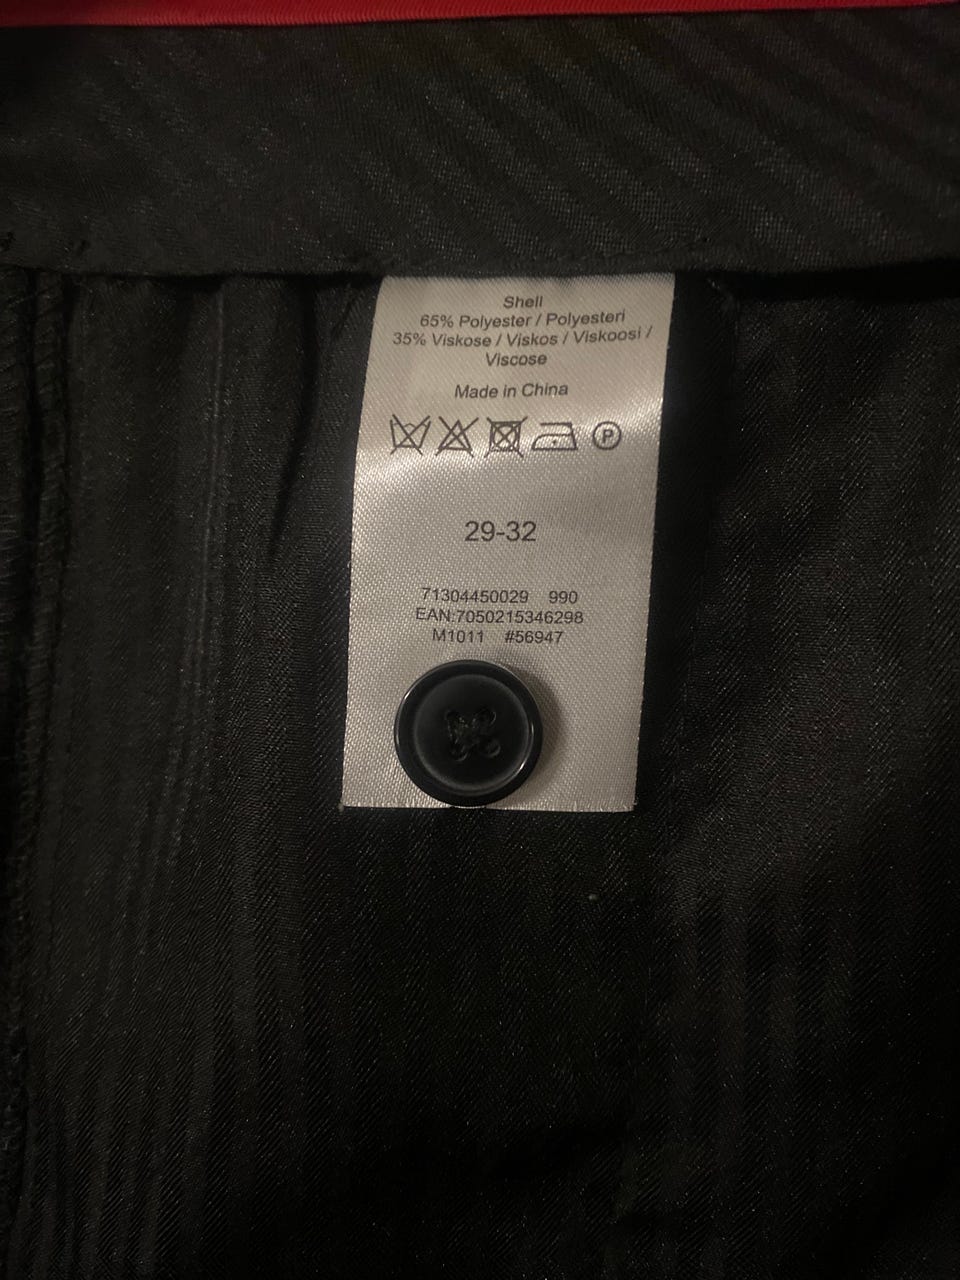 Shell
65% Polyester / Polyesteri
35% Viskose / Viskos / Viskoosi /
Viscose
Made in China
P
29-32
71304450029 990
EAN:7050215346298
M1011 #56947